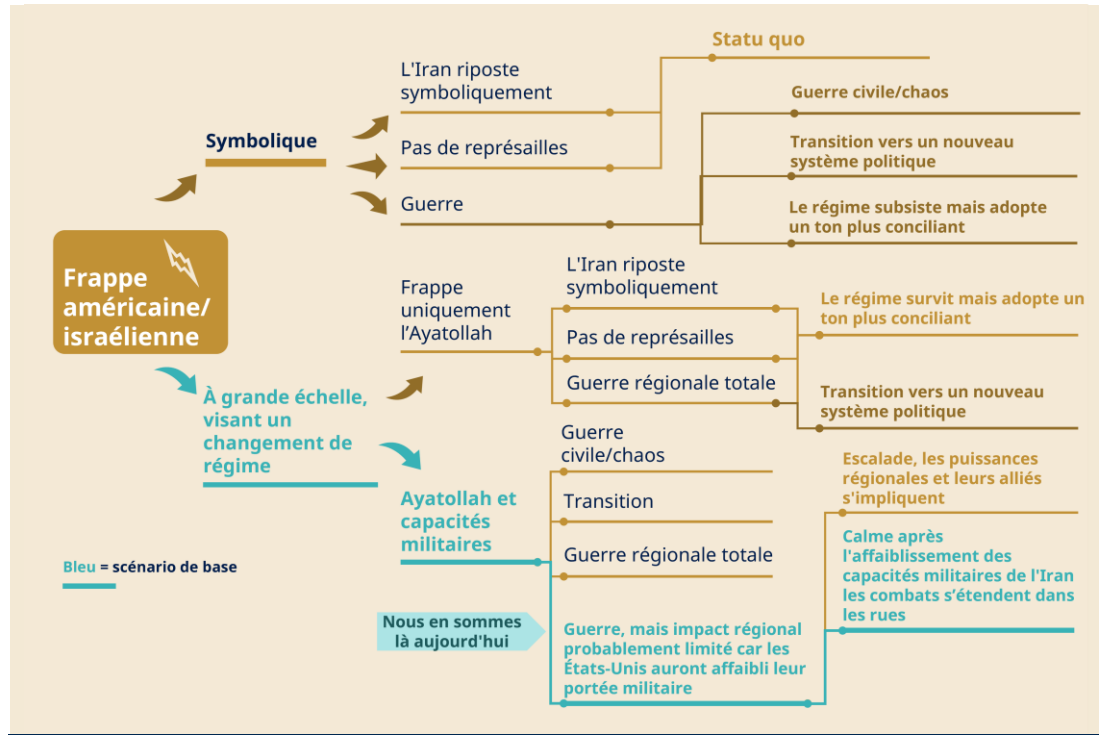 Statu quo
L'Iran riposte
symboliquement
Guerre civile/chaos
Symbolique
Pas de représailles
Transition vers un nouveau
système politique
Guerre
Le régime subsiste mais adopte
un ton plus conciliant
Frappe
américaine/
israélienne
Frappe
uniquement
l’Ayatollah
L'Iran riposte
symboliquement
Pas de représailles
Guerre régionale totale
Le régime survit mais adopte un
ton plus conciliant
Transition vers un nouveau
système politique
À grande échelle,
visant un
changement de
régime
Ayatollah et
capacités
militaires
Guerre
civile/chaos
Transition
Guerre régionale totale
Escalade, les puissances
régionales et leurs alliés
s'impliquent
Calme après
l'affaiblissement des
capacités militaires de l'Iran
les combats s’étendent dans
les rues
Bleu = scénario de base
Nous en sommes
là aujourd'hui
Guerre, mais impact régional
probablement limité car les
États-Unis auront affaibli leur
portée militaire